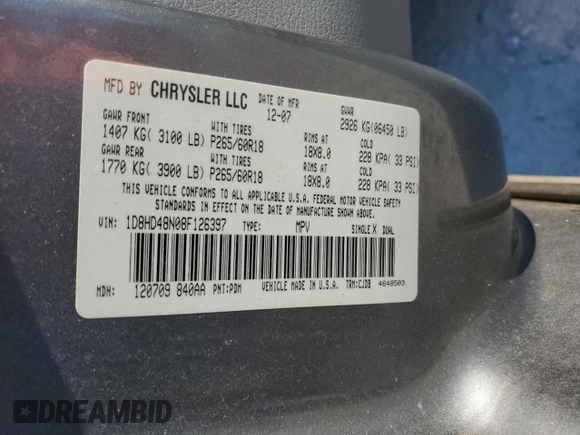 MFD BY CHRYSLER LLC DATE OF MFR 12-07 GVWR 2926 KG(06450 LB)
GAWR FRONT WITH TIRES RIMS AT COLD
1407 KG( 3100 LB) P265/60R18 18X8.0 228 KPA( 33 PSI)
GAWR REAR WITH TIRES RIMS AT COLD
1770 KG( 3900 LB) P265/60R18 18X8.0 228 KPA( 33 PSI)
THIS VEHICLE CONFORMS TO ALL APPLICABLE U.S.A. FEDERAL MOTOR VEHICLE SAFETY
STANDARDS IN EFFECT ON THE DATE OF MANUFACTURE SHOWN ABOVE.
VIN: 1D8HD48N08F126397 TYPE: MPV SINGLE X DUAL
MDH: 120709 840AA PNT:PDM VEHICLE MADE IN U.S.A. TRM:CJDB 4648503
DREAMBID